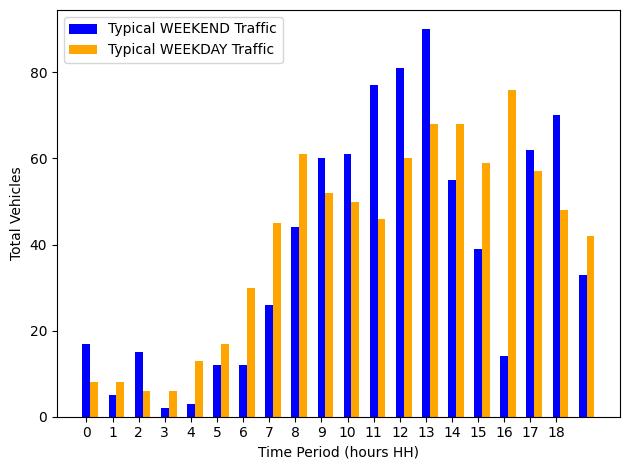 Typical WEEKEND Traffic
Typical WEEKDAY Traffic
80
60
40
20
0
Total Vehicles
0 1 2 3 4 5 6 7 8 9 10 11 12 13 14 15 16 17 18
Time Period (hours HH)